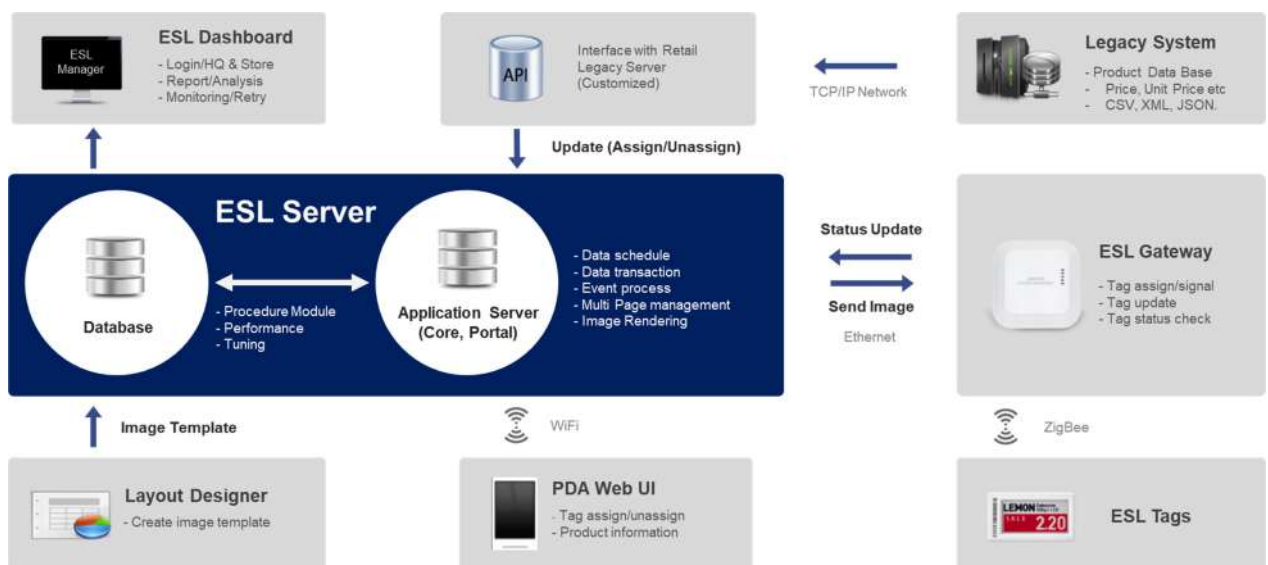 ESL
Manager
ESL Dashboard
- Login/HQ & Store
- Report/Analysis
- Monitoring/Retry
API
Interface with Retail
Legacy Server
(Customized)
TCP/IP Network
Legacy System
- Product Data Base
- Price, Unit Price etc
- CSV, XML, JSON.
Update (Assign/Unassign)
ESL Server
Database
- Procedure Module
- Performance
- Tuning
Application Server
(Core, Portal)
- Data schedule
- Data transaction
- Event process
- Multi Page management
- Image Rendering
Status Update
Send Image
Ethernet
ESL Gateway
- Tag assign/signal
- Tag update
- Tag status check
Image Template
WiFi
ZigBee
Layout Designer
- Create image template
PDA Web UI
- Tag assign/unassign
- Product information
LEMON
SALE
2.20
ESL Tags